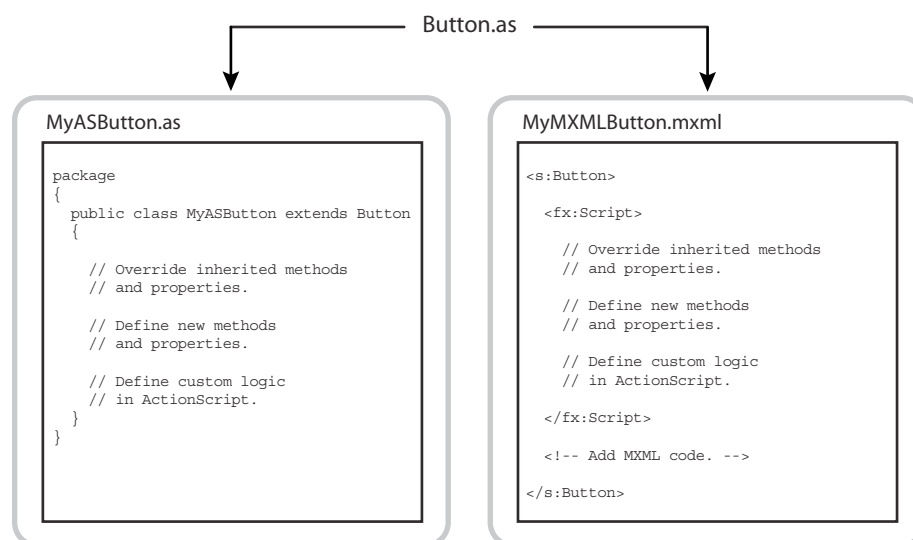 Button.as
MyASButton.as
package
{
public class MyASButton extends Button
{
// Override inherited methods
// and properties.
// Define new methods
// and properties.
// Define custom logic
// in ActionScript.
}
}
MyMXMLButton.mxml
<s:Button>
<fx:Script>
// Override inherited methods
// and properties.
// Define new methods
// and properties.
// Define custom logic
// in ActionScript.
</fx:Script>
<!-- Add MXML code. -->
</s:Button>